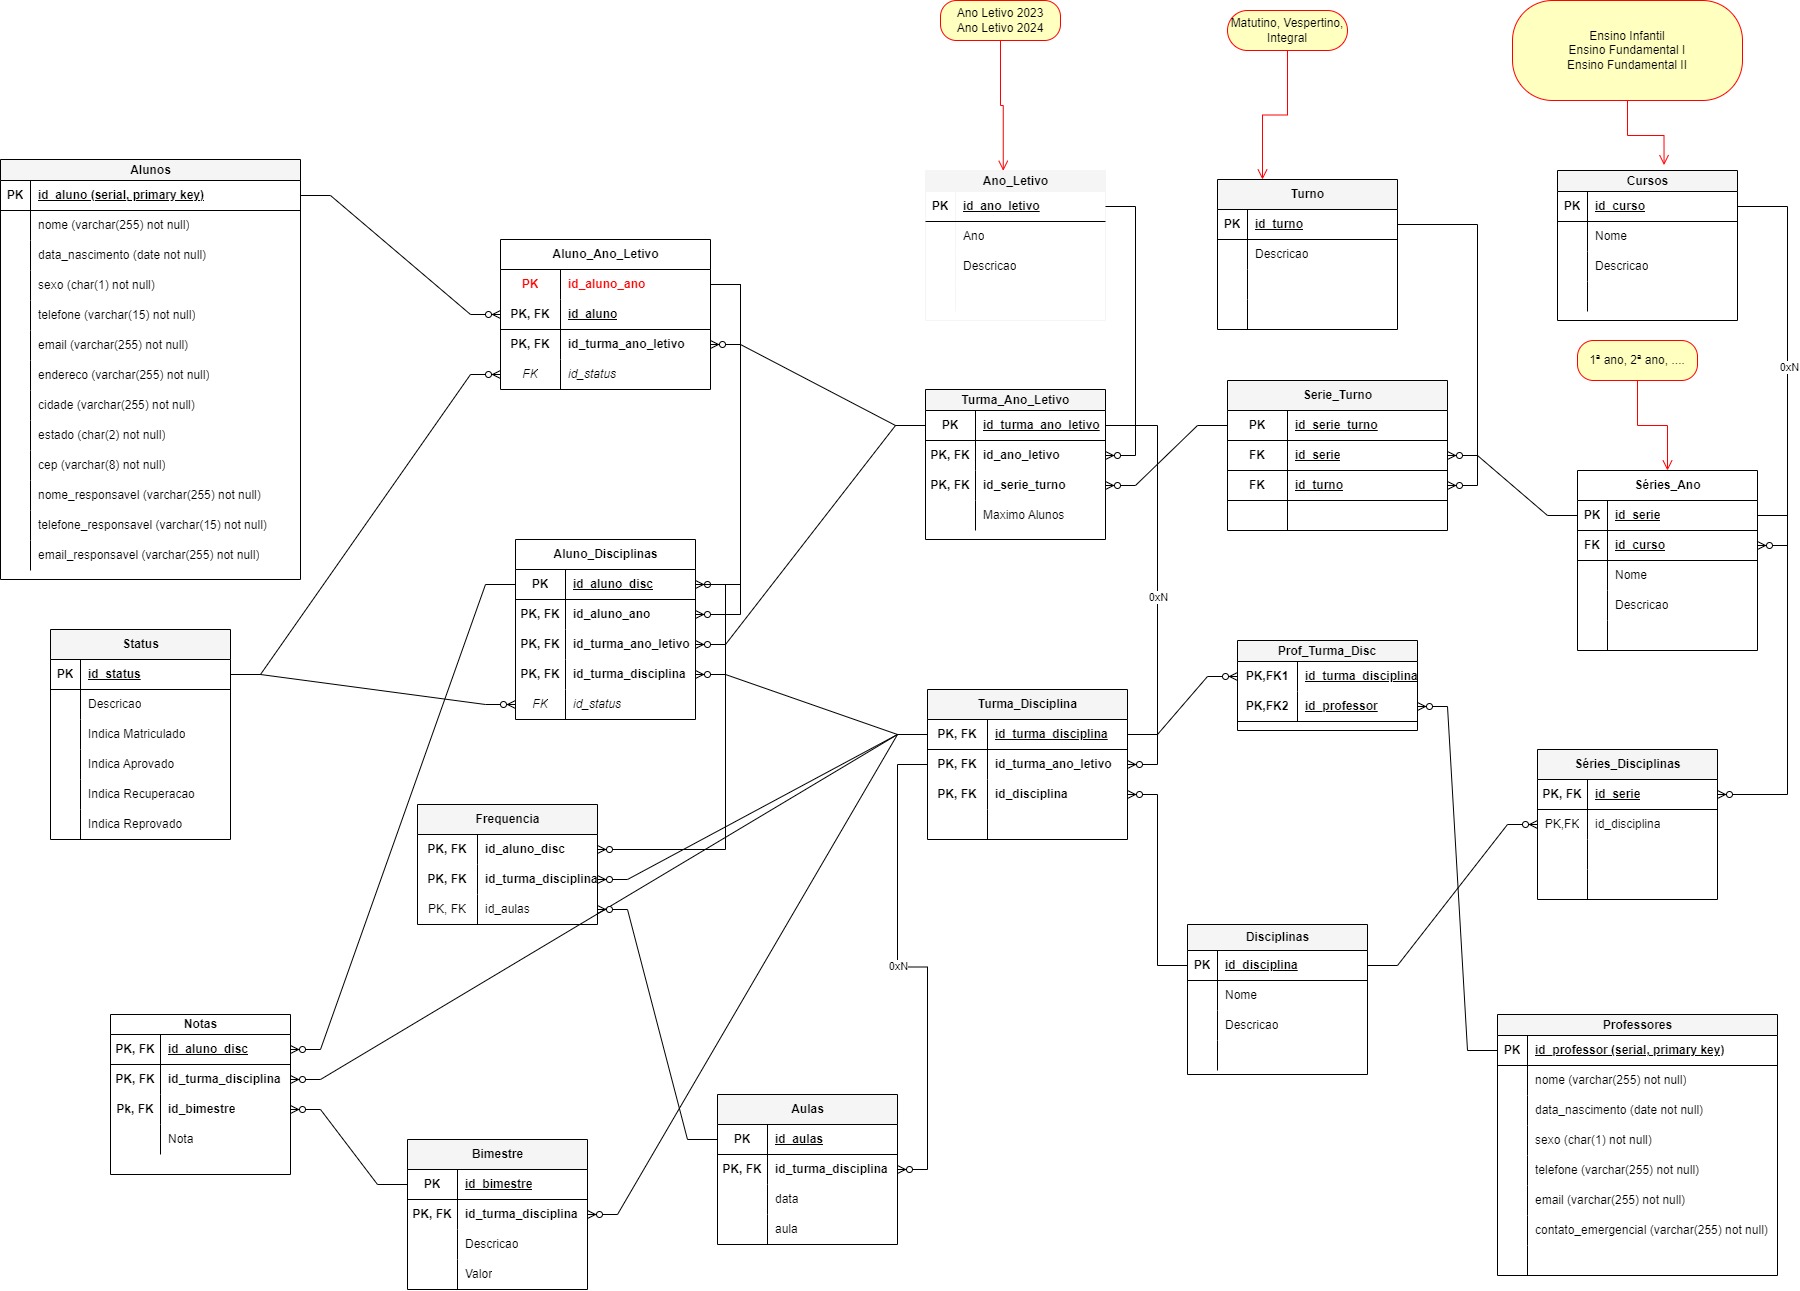 Ano Letivo 2023
Ano Letivo 2024
Matutino, Vespertino,
Integral
Ensino Infantil
Ensino Fundamental I
Ensino Fundamental II
Alunos
PK id_aluno (serial, primary key)
nome (varchar(255) not null)
data_nascimento (date not null)
sexo (char(1) not null)
telefone (varchar(15) not null)
email (varchar(255) not null)
endereco (varchar(255) not null)
cidade (varchar(255) not null)
estado (char(2) not null)
cep (varchar(8) not null)
nome_responsavel (varchar(255) not null)
telefone_responsavel (varchar(15) not null)
email_responsavel (varchar(255) not null)
Aluno_Ano_Letivo
PK id_aluno_ano
PK, FK id_aluno
PK, FK id_turma_ano_letivo
FK id_status
Ano_Letivo
PK id_ano_letivo
Ano
Descricao
Turno
PK id_turno
Descricao
Cursos
PK id_curso
Nome
Descricao
0xN
1ª ano, 2ª ano, ....
Turma_Ano_Letivo
PK id_turma_ano_letivo
PK, FK id_ano_letivo
PK, FK id_serie_turno
Maximo Alunos
Serie_Turno
PK id_serie_turno
FK id_serie
FK id_turno
Séries_Ano
PK id_serie
FK id_curso
Nome
Descricao
Aluno_Disciplinas
PK id_aluno_disc
PK, FK id_aluno_ano
PK, FK id_turma_ano_letivo
PK, FK id_turma_disciplina
FK id_status
0xN
Status
PK id_status
Descricao
Indica Matriculado
Indica Aprovado
Indica Recuperacao
Indica Reprovado
Prof_Turma_Disc
PK,FK1 id_turma_disciplina
PK,FK2 id_professor
Turma_Disciplina
PK, FK id_turma_disciplina
PK, FK id_turma_ano_letivo
PK, FK id_disciplina
Séries_Disciplinas
PK, FK id_serie
PK,FK id_disciplina
Frequencia
PK, FK id_aluno_disc
PK, FK id_turma_disciplina
PK, FK id_aulas
0xN
Disciplinas
PK id_disciplina
Nome
Descricao
Notas
PK, FK id_aluno_disc
PK, FK id_turma_disciplina
Pk, FK id_bimestre
Nota
Professores
PK id_professor (serial, primary key)
nome (varchar(255) not null)
data_nascimento (date not null)
sexo (char(1) not null)
telefone (varchar(255) not null)
email (varchar(255) not null)
contato_emergencial (varchar(255) not null)
Aulas
PK id_aulas
PK, FK id_turma_disciplina
data
aula
Bimestre
PK id_bimestre
PK, FK id_turma_disciplina
Descricao
Valor